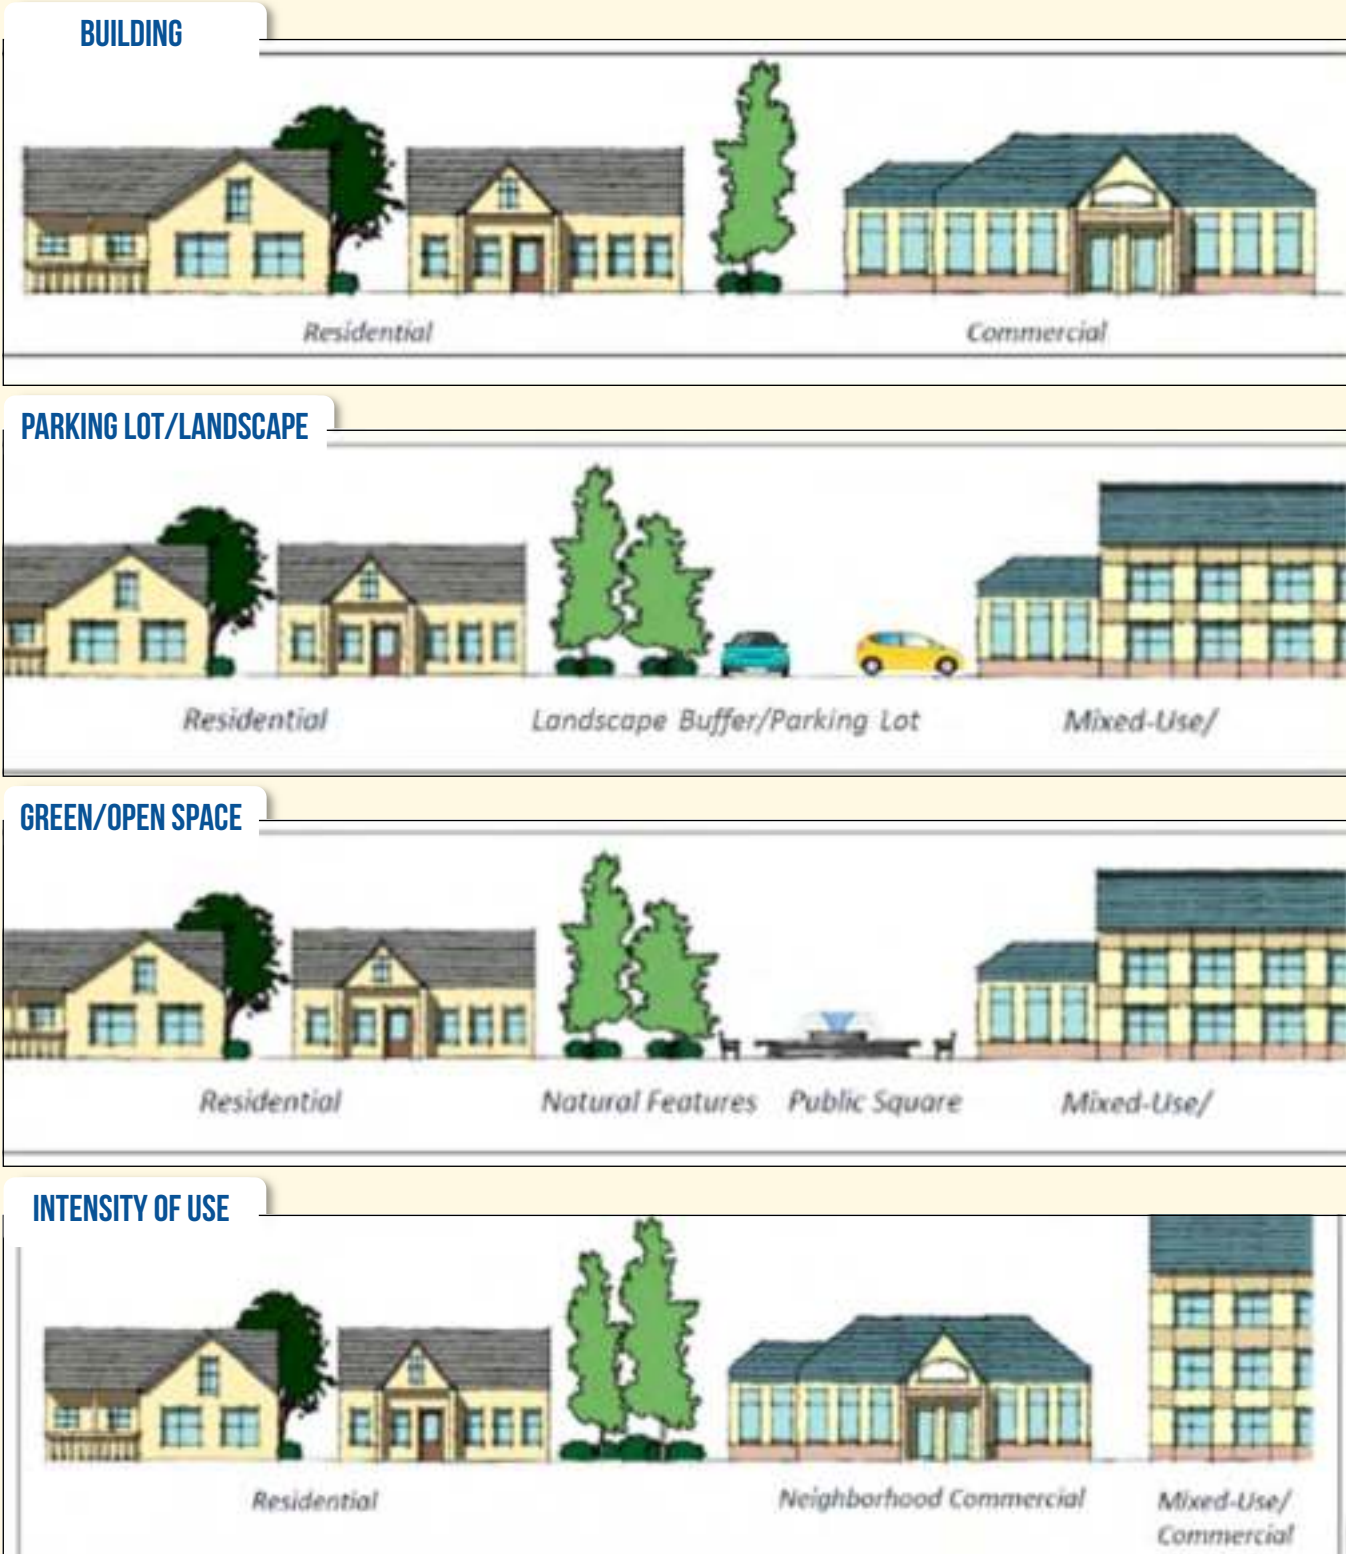 BUILDING
Residential
Commercial
PARKING LOT/LANDSCAPE
Residential
Landscape Buffer/Parking Lot
Mixed-Use/
GREEN/OPEN SPACE
Residential
Natural Features
Public Square
Mixed-Use/
INTENSITY OF USE
Residential
Neighborhood Commercial
Mixed-Use/
Commercial